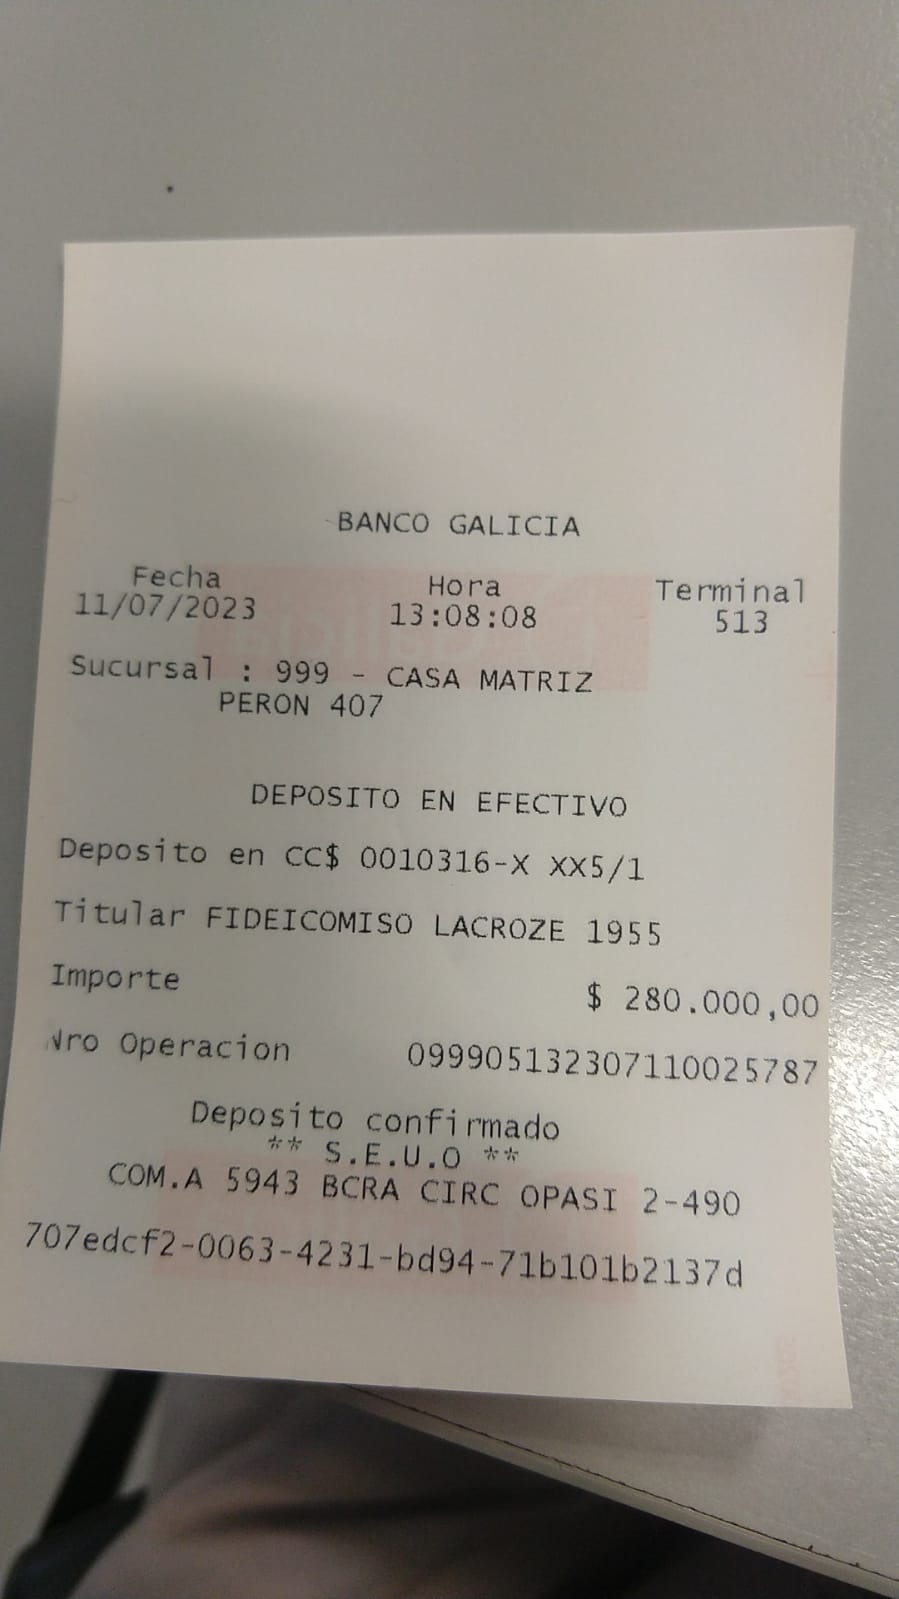 BANCO GALICIA
Fecha Hora Terminal
11/07/2023 13:08:08 513
Sucursal : 999 - CASA MATRIZ
PERON 407
DEPOSITO EN EFECTIVO
Deposito en CC$ 0010316-X XX5/1
Titular FIDEICOMISO LACROZE 1955
Importe $ 280.000,00
Nro Operacion 099905132307110025787
Deposito confirmado
** S.E.U.O **
COM.A 5943 BCRA CIRC OPASI 2-490
707edcf2-0063-4231-bd94-71b101b2137d